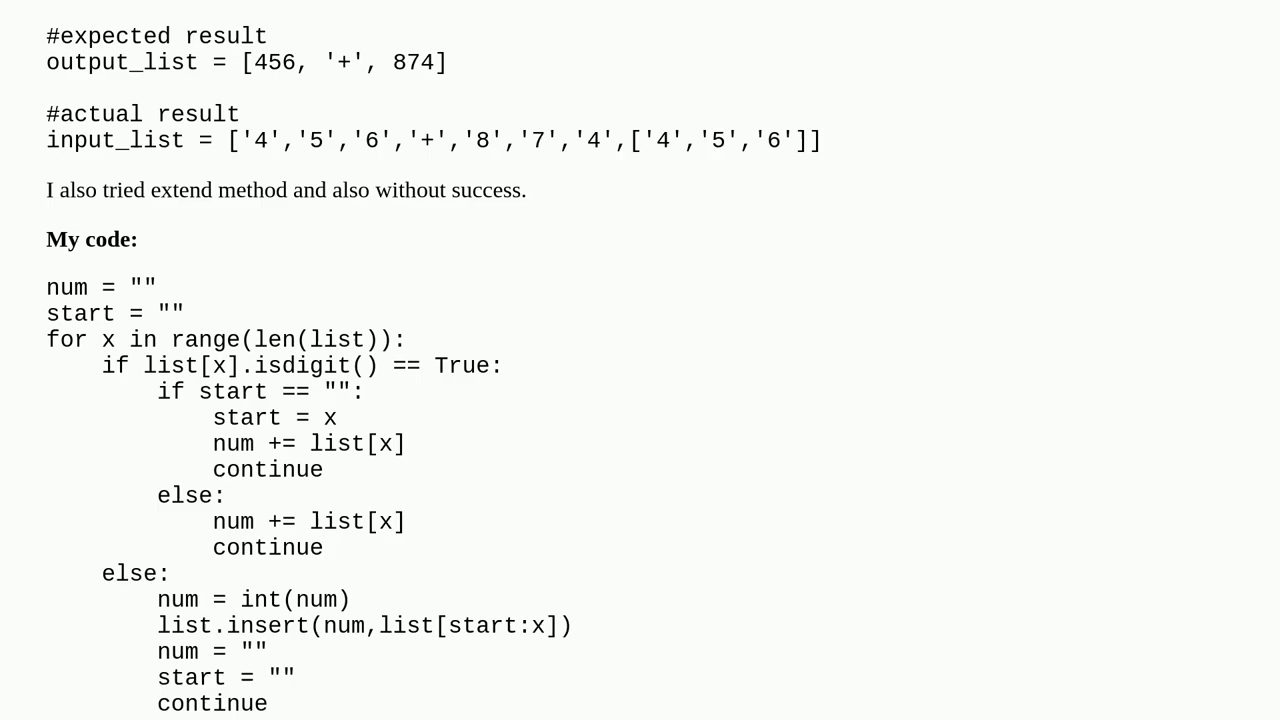 #expected result
output_list = [456, '+', 874]
#actual result
input_list = ['4','5','6','+','8','7','4',['4','5','6']]
I also tried extend method and also without success.
My code:
num = ""
start = ""
for x in range(len(list)):
    if list[x].isdigit() == True:
        if start == "":
            start = x
            num += list[x]
            continue
        else:
            num += list[x]
            continue
    else:
        num = int(num)
        list.insert(num,list[start:x])
        num = ""
        start = ""
        continue